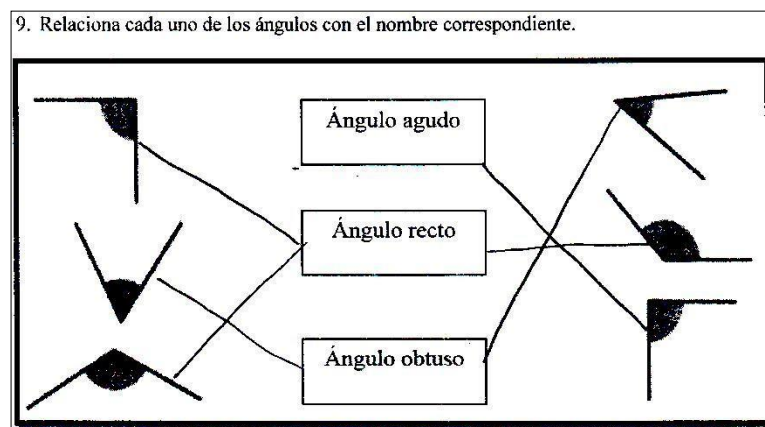 9. Relaciona cada uno de los ángulos con el nombre correspondiente.
Ángulo agudo
Ángulo recto
Ángulo obtuso